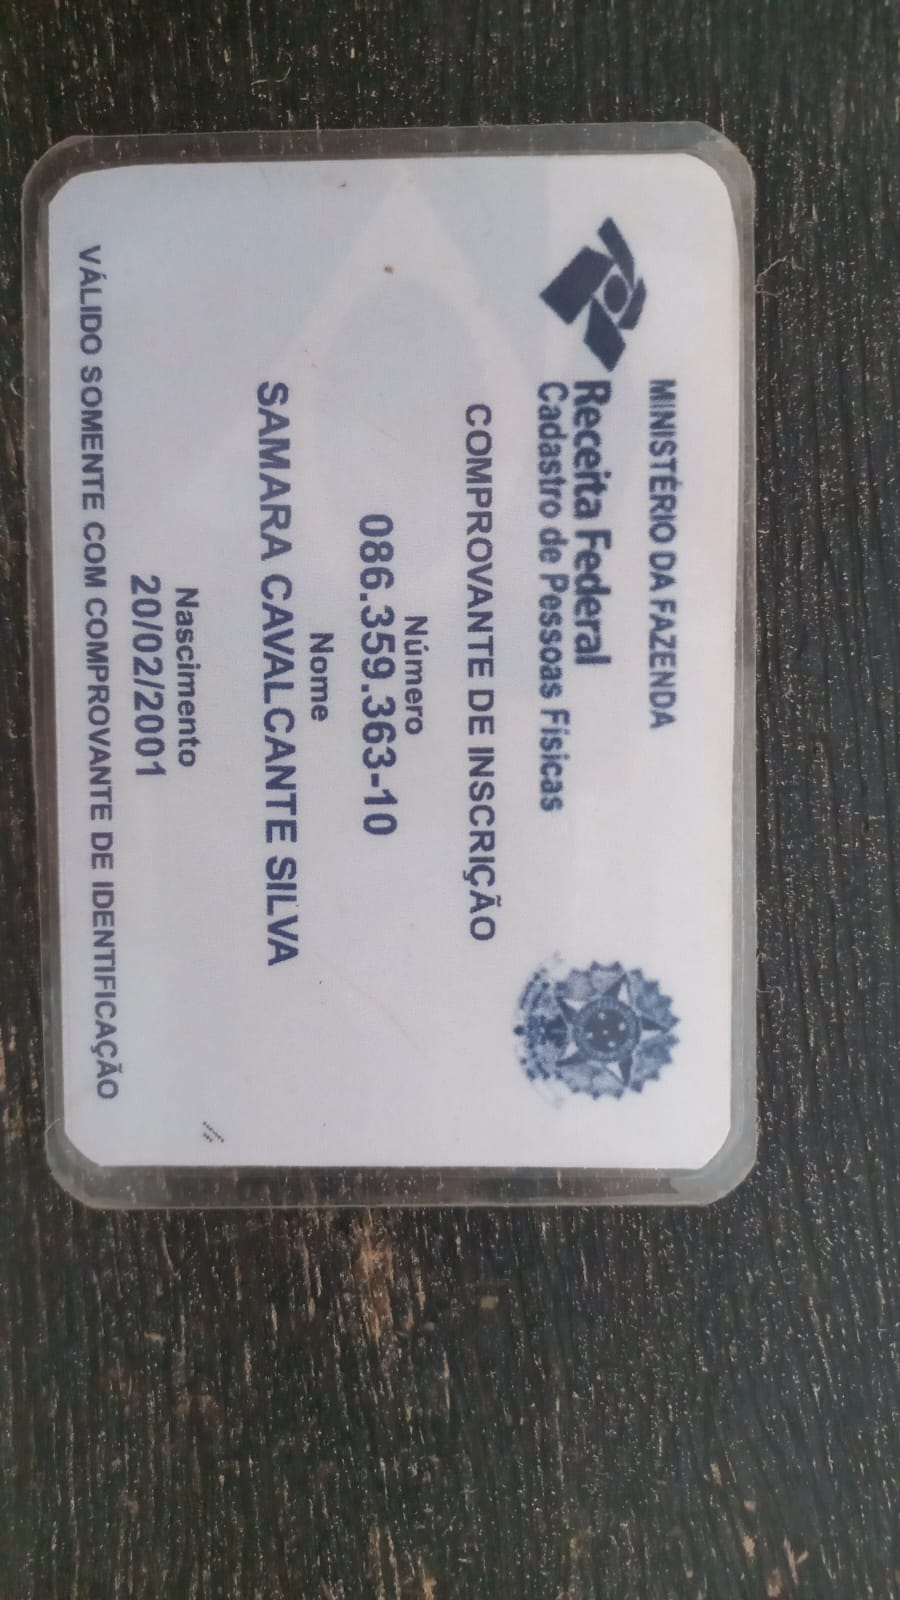 MINISTÉRIO DA FAZENDA
Receita Federal
Cadastro de Pessoas Físicas
COMPROVANTE DE INSCRIÇÃO
Número
086.359.363-10
Nome
SAMARA CAVALCANTE SILVA
Nascimento
20/02/2001
VÁLIDO SOMENTE COM COMPROVANTE DE IDENTIFICAÇÃO